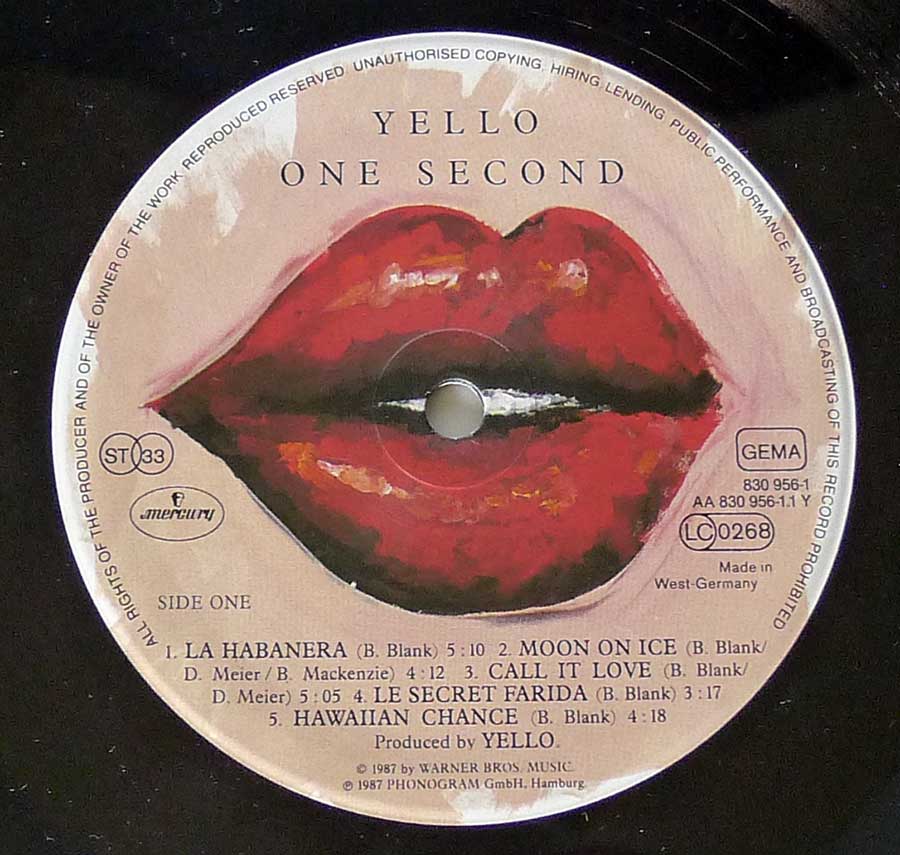 ALL RIGHTS OF THE PRODUCER AND OF THE OWNER OF THE WORK REPRODUCED RESERVED UNAUTHORISED COPYING, HIRING, LENDING, PUBLIC PERFORMANCE AND BROADCASTING OF THIS RECORD PROHIBITED
YELLO
ONE SECOND
ST 33
mercury
GEMA
830 956-1
AA 830 956-1.1 Y
LC 0268
Made in
West-Germany
SIDE ONE
1. LA HABANERA (B. Blank) 5:10 2. MOON ON ICE (B. Blank/
D. Meier/B. Mackenzie) 4:12 3. CALL IT LOVE (B. Blank/
D. Meier) 5:05 4. LE SECRET FARIDA (B. Blank) 3:17
5. HAWAIIAN CHANCE (B. Blank) 4:18
Produced by YELLO.
© 1987 by WARNER BROS. MUSIC.
℗ 1987 PHONOGRAM GmbH, Hamburg.